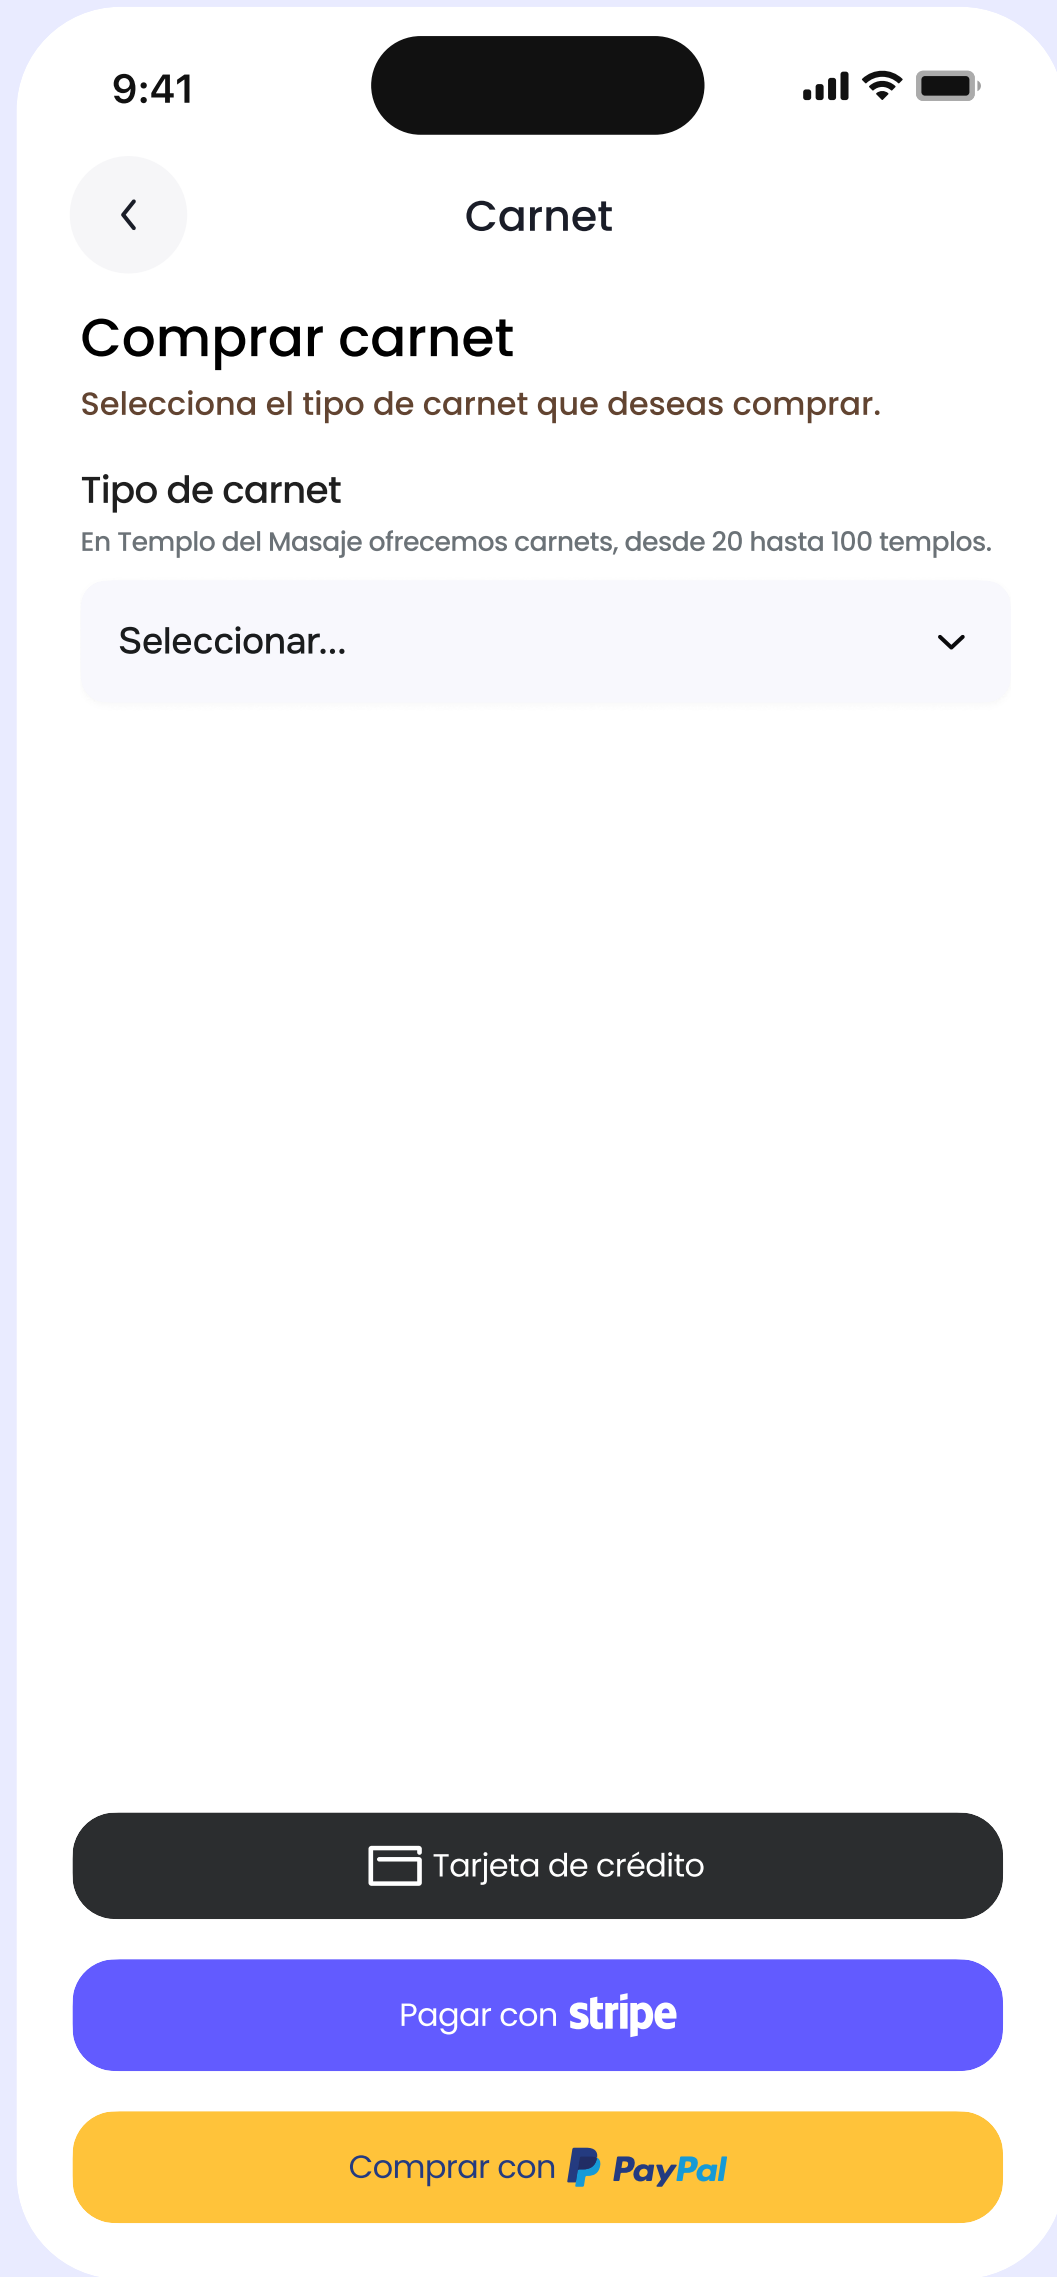 9:41
Carnet
Comprar carnet
Selecciona el tipo de carnet que deseas comprar.
Tipo de carnet
En Templo del Masaje ofrecemos carnets, desde 20 hasta 100 templos.
Seleccionar...
Tarjeta de crédito
Pagar con stripe
Comprar con PayPal